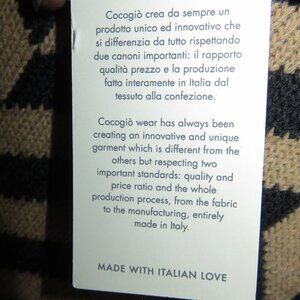 Cocogiò crea da sempre un
prodotto unico ed innovativo che
si differenzia da tutto rispettando
due canoni importanti: il rapporto
qualità prezzo e la produzione
fatto interamente in Italia dal
tessuto alla confezione.
Cocogiò wear has always been
creating an innovative and unique
garment which is different from the
others but respecting two
important standards: quality and
price ratio and the whole
production process, from the fabric
to the manufacturing, entirely
made in Italy.
MADE WITH ITALIAN LOVE